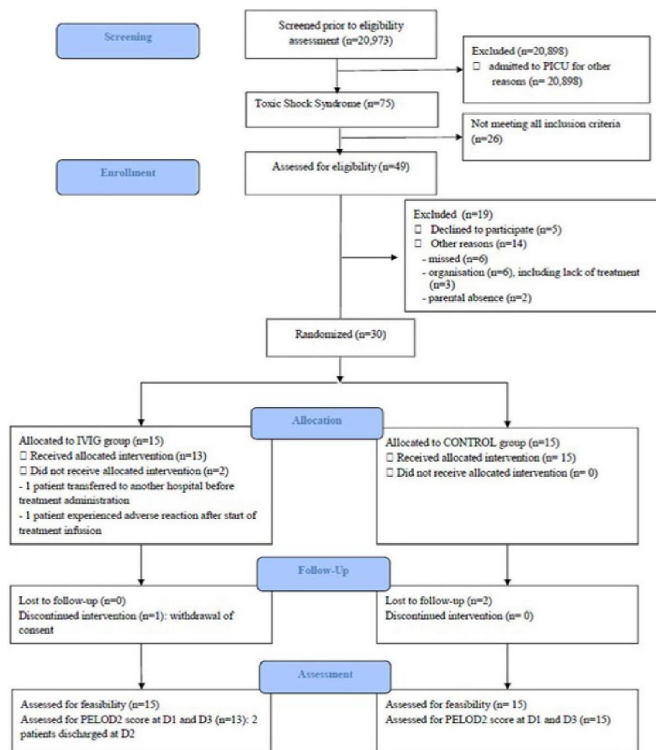 Screening
Screened prior to eligibility
assessment (n=20,973)
Excluded (n=20,898)
☐ admitted to PICU for other
reasons (n= 20,898)
Toxic Shock Syndrome (n=75)
Not meeting all inclusion criteria
(n=26)
Enrollment
Assessed for eligibility (n=49)
Excluded (n=19)
☐ Declined to participate (n=5)
☐ Other reasons (n=14)
- missed (n=6)
- organisation (n=6), including lack of treatment
(n=3)
- parental absence (n=2)
Randomized (n=30)
Allocation
Allocated to IVIG group (n=15)
☐ Received allocated intervention (n=13)
☐ Did not receive allocated intervention (n=2)
- 1 patient transferred to another hospital before
treatment administration
- 1 patient experienced adverse reaction after start of
treatment infusion
Allocated to CONTROL group (n=15)
☐ Received allocated intervention (n= 15)
☐ Did not receive allocated intervention (n= 0)
Follow-Up
Lost to follow-up (n=0)
Discontinued intervention (n=1): withdrawal of
consent
Lost to follow-up (n=2)
Discontinued intervention (n= 0)
Assessment
Assessed for feasibility (n=15)
Assessed for PELOD2 score at D1 and D3 (n=13): 2
patients discharged at D2
Assessed for feasibility (n= 15)
Assessed for PELOD2 score at D1 and D3 (n=15)